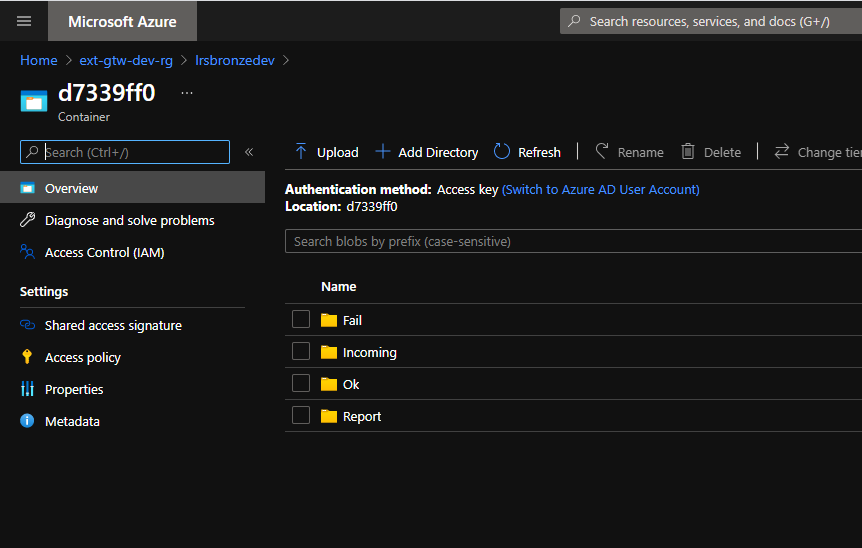 Microsoft Azure
Search resources, services, and docs (G+/)
Home > ext-gtw-dev-rg > lrsbronzedev >
d7339ff0 ...
Container
Search (Ctrl+/) «
Upload Add Directory Refresh | Rename Delete | Change tier
Overview
Diagnose and solve problems
Access Control (IAM)
Settings
Shared access signature
Access policy
Properties
Metadata
Authentication method: Access key (Switch to Azure AD User Account)
Location: d7339ff0
Search blobs by prefix (case-sensitive)
Name
Fail
Incoming
Ok
Report